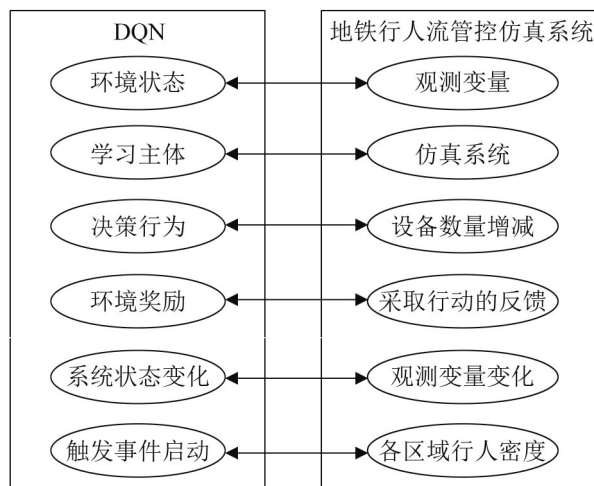 DQN
地铁行人流管控仿真系统
环境状态
观测变量
学习主体
仿真系统
决策行为
设备数量增减
环境奖励
采取行动的反馈
系统状态变化
观测变量变化
触发事件启动
各区域行人密度